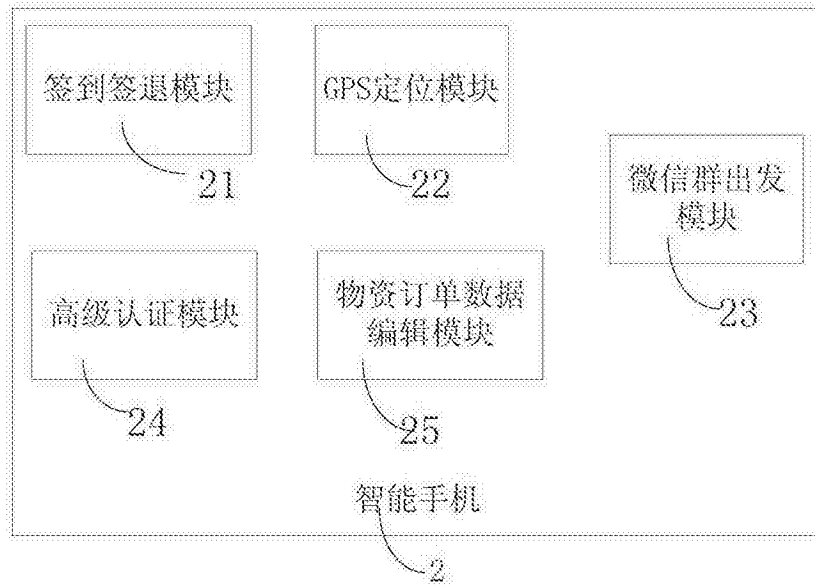 签到签退模块
21
GPS定位模块
22
微信群出发
模块
23
高级认证模块
24
物资订单数据
编辑模块
25
智能手机
2